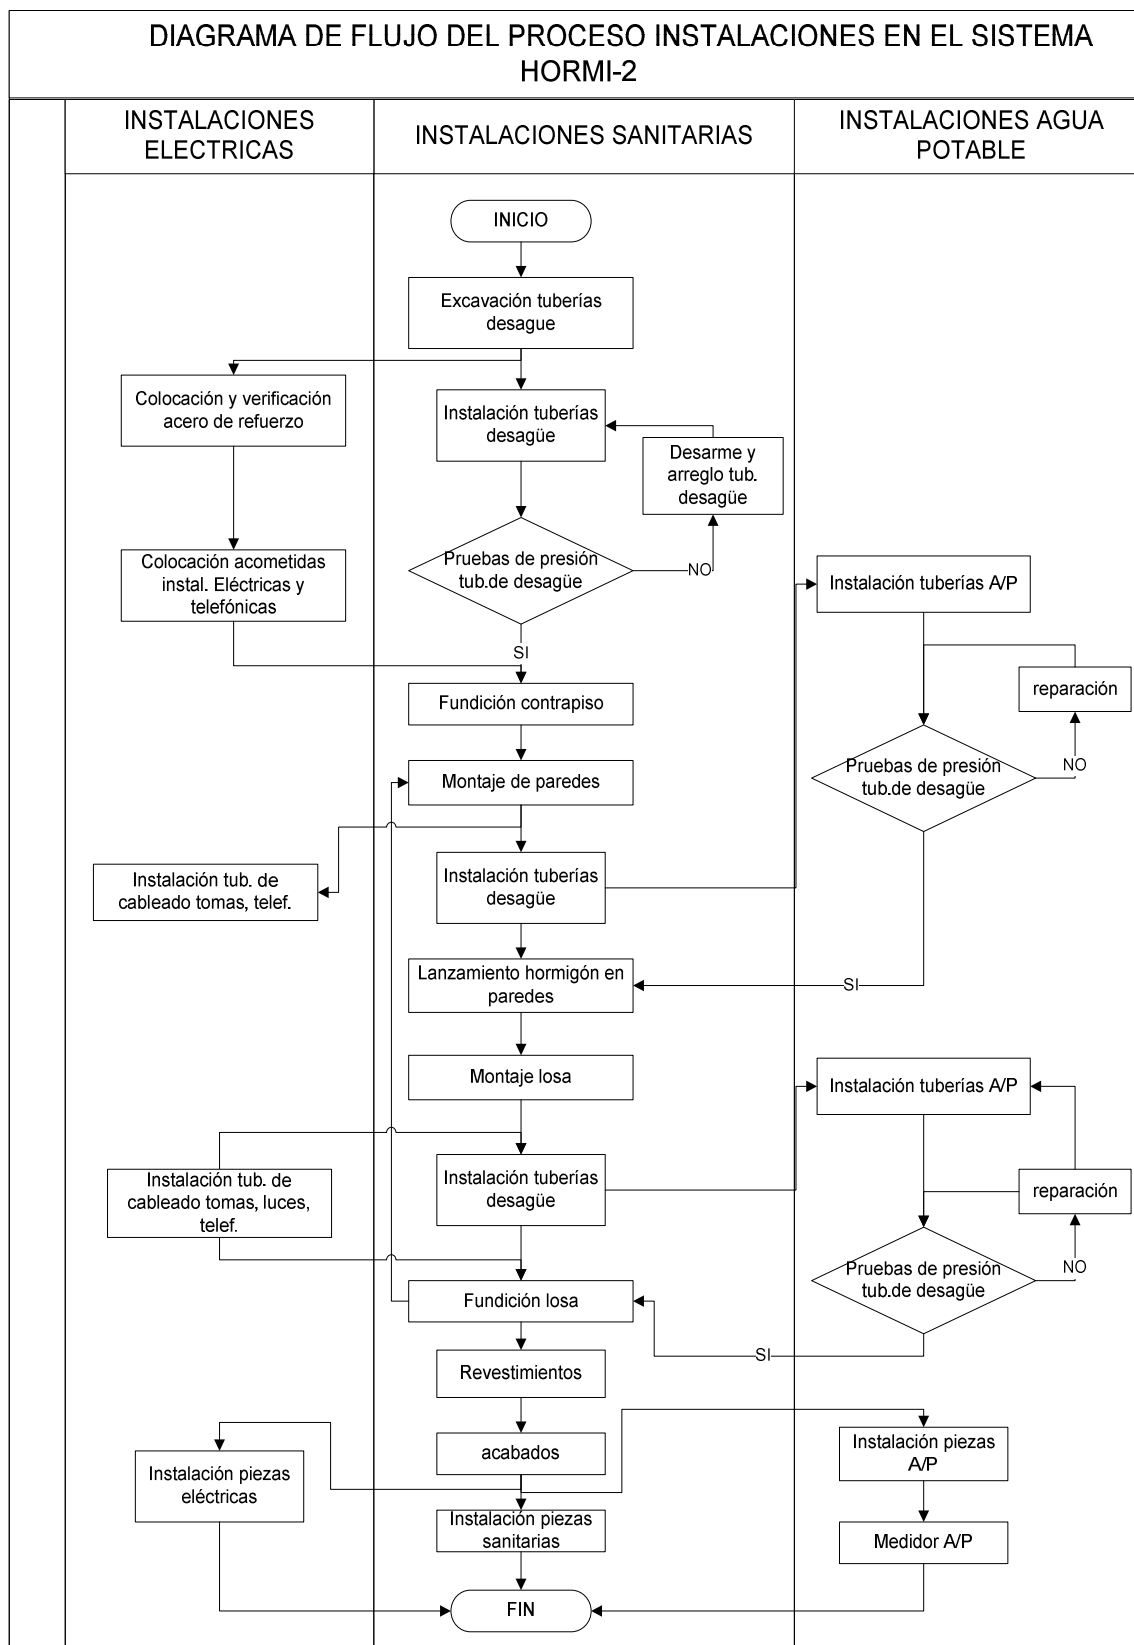 DIAGRAMA DE FLUJO DEL PROCESO INSTALACIONES EN EL SISTEMA
HORMI-2
INSTALACIONES
ELECTRICAS
INSTALACIONES SANITARIAS
INSTALACIONES AGUA
POTABLE
INICIO
Excavación tuberías
desague
Colocación y verificación
acero de refuerzo
Instalación tuberías
desagüe
Desarme y
arreglo tub.
desagüe
Colocación acometidas
instal. Eléctricas y
telefónicas
Pruebas de presión
tub.de desagüe
NO
SI
Instalación tuberías A/P
reparación
Fundición contrapiso
Pruebas de presión
tub.de desagüe
NO
Montaje de paredes
Instalación tub. de
cableado tomas, telef.
Instalación tuberías
desagüe
Lanzamiento hormigón en
paredes
SI
Montaje losa
Instalación tuberías A/P
Instalación tub. de
cableado tomas, luces,
telef.
Instalación tuberías
desagüe
reparación
Pruebas de presión
tub.de desagüe
NO
Fundición losa
SI
Revestimientos
acabados
Instalación piezas
eléctricas
Instalación piezas
A/P
Instalación piezas
sanitarias
Medidor A/P
FIN